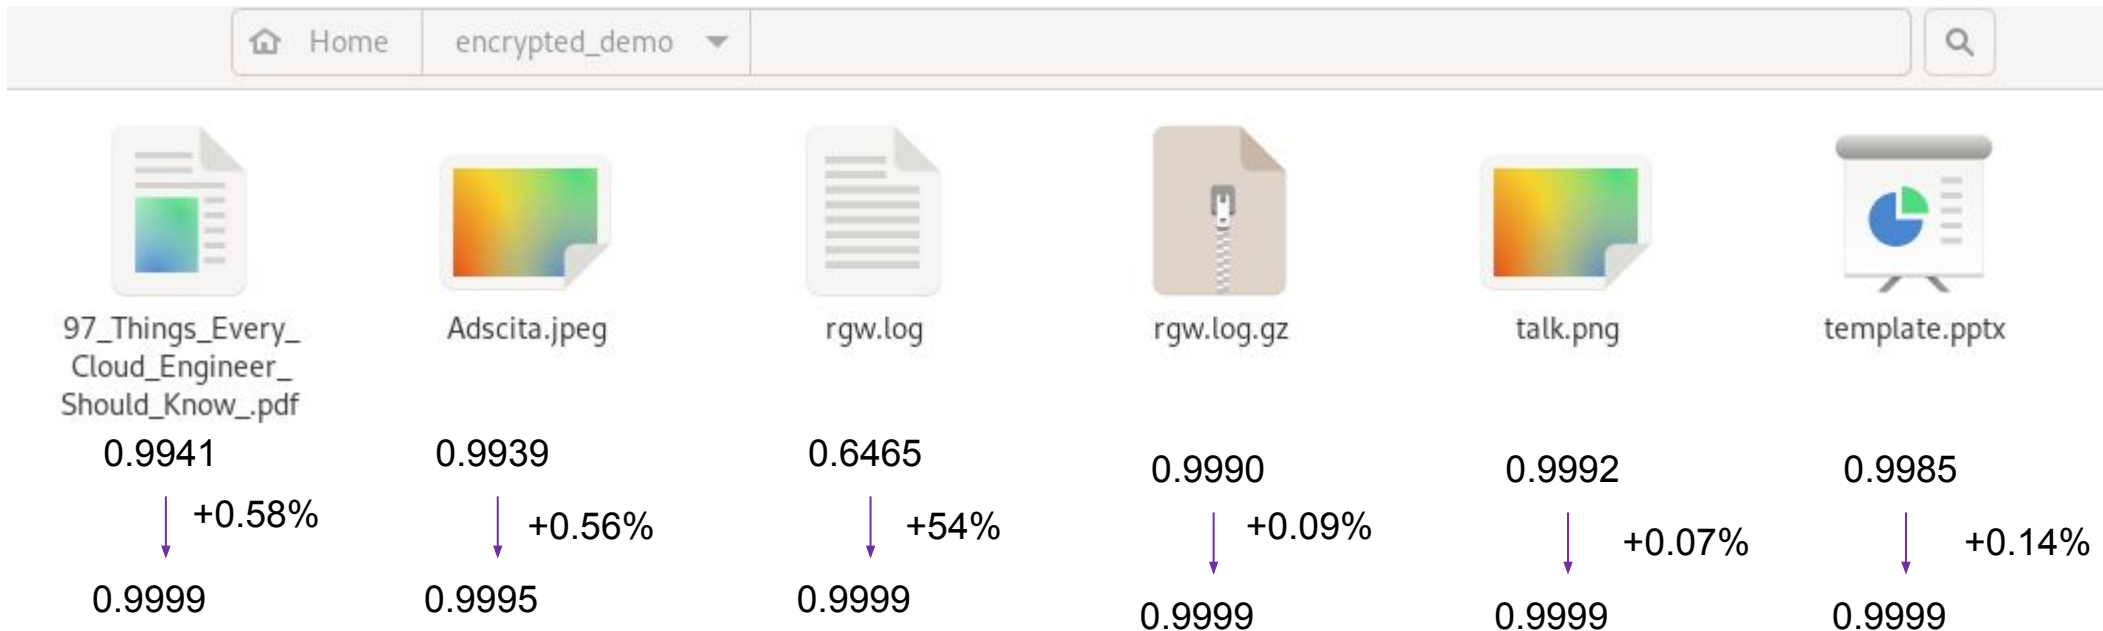 Home encrypted_demo
97_Things_Every_
Cloud_Engineer_
Should_Know_.pdf
Adscita.jpeg
rgw.log
rgw.log.gz
talk.png
template.pptx
0.9941 0.9939 0.6465 0.9990 0.9992 0.9985
+0.58% +0.56% +54% +0.09% +0.07% +0.14%
0.9999 0.9995 0.9999 0.9999 0.9999 0.9999